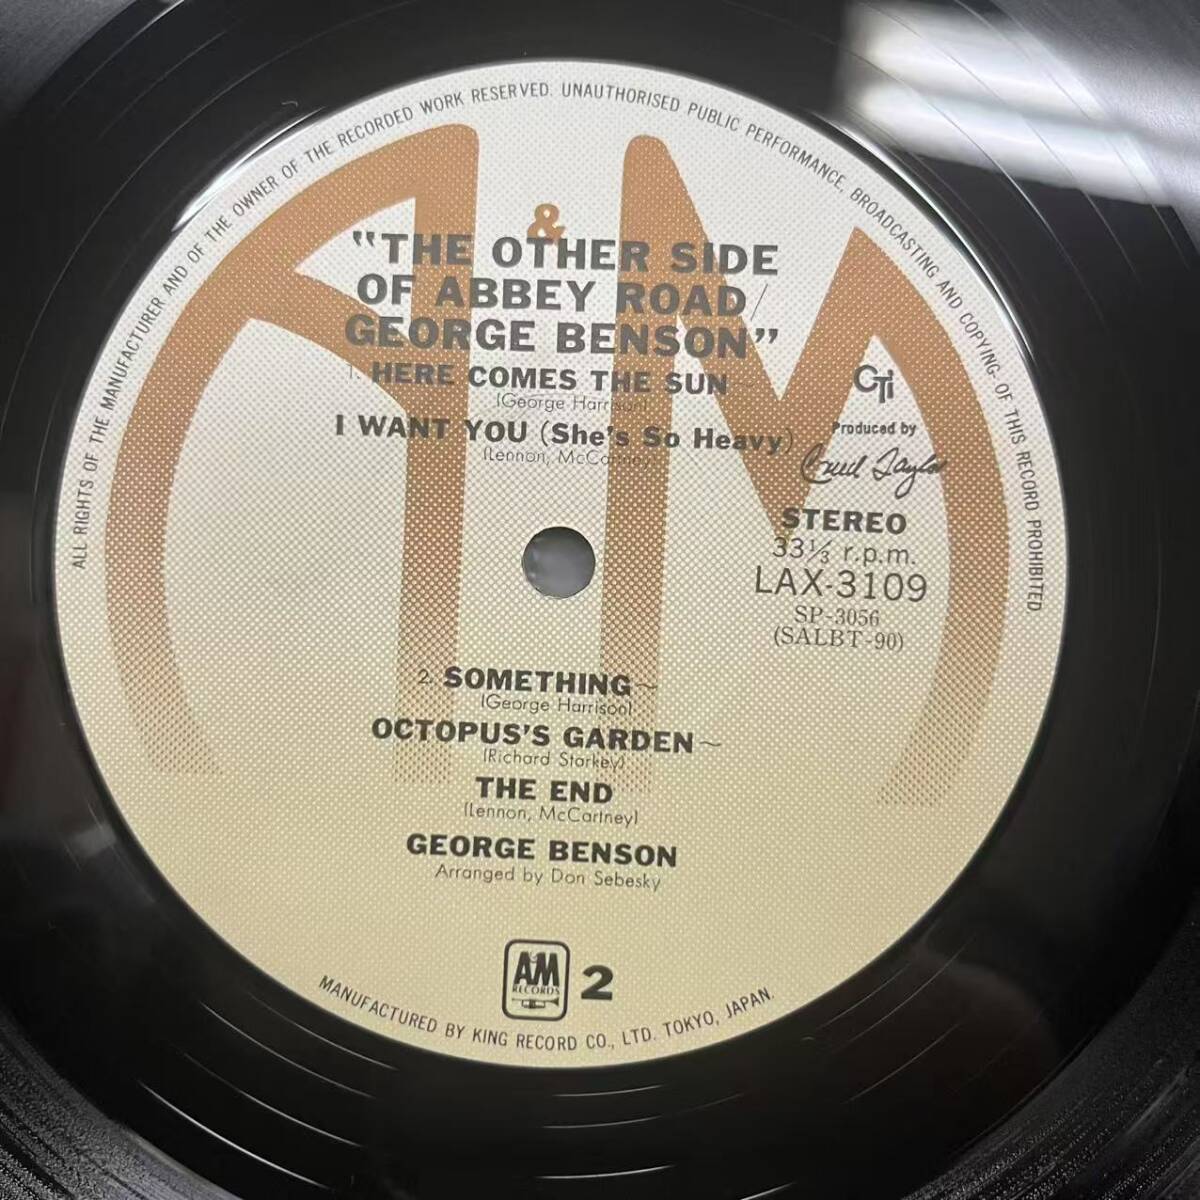 ALL RIGHTS OF THE MANUFACTURER AND OF THE OWNER OF THE RECORDED WORK RESERVED. UNAUTHORISED PUBLIC PERFORMANCE, BROADCASTING AND COPYING OF THIS RECORD PROHIBITED.
A&M
"THE OTHER SIDE
OF ABBEY ROAD/
GEORGE BENSON"
1. HERE COMES THE SUN~
(George Harrison)
I WANT YOU (She's So Heavy)
(Lennon, McCartney)
CTi
Produced by
Creed Taylor
STEREO
33⅓ r.p.m.
LAX-3109
SP-3056
(SALBT-90)
2. SOMETHING~
(George Harrison)
OCTOPUS'S GARDEN~
(Richard Starkey)
THE END
(Lennon, McCartney)
GEORGE BENSON
Arranged by Don Sebesky
A&M
RECORDS
2
MANUFACTURED BY KING RECORD CO., LTD. TOKYO, JAPAN.